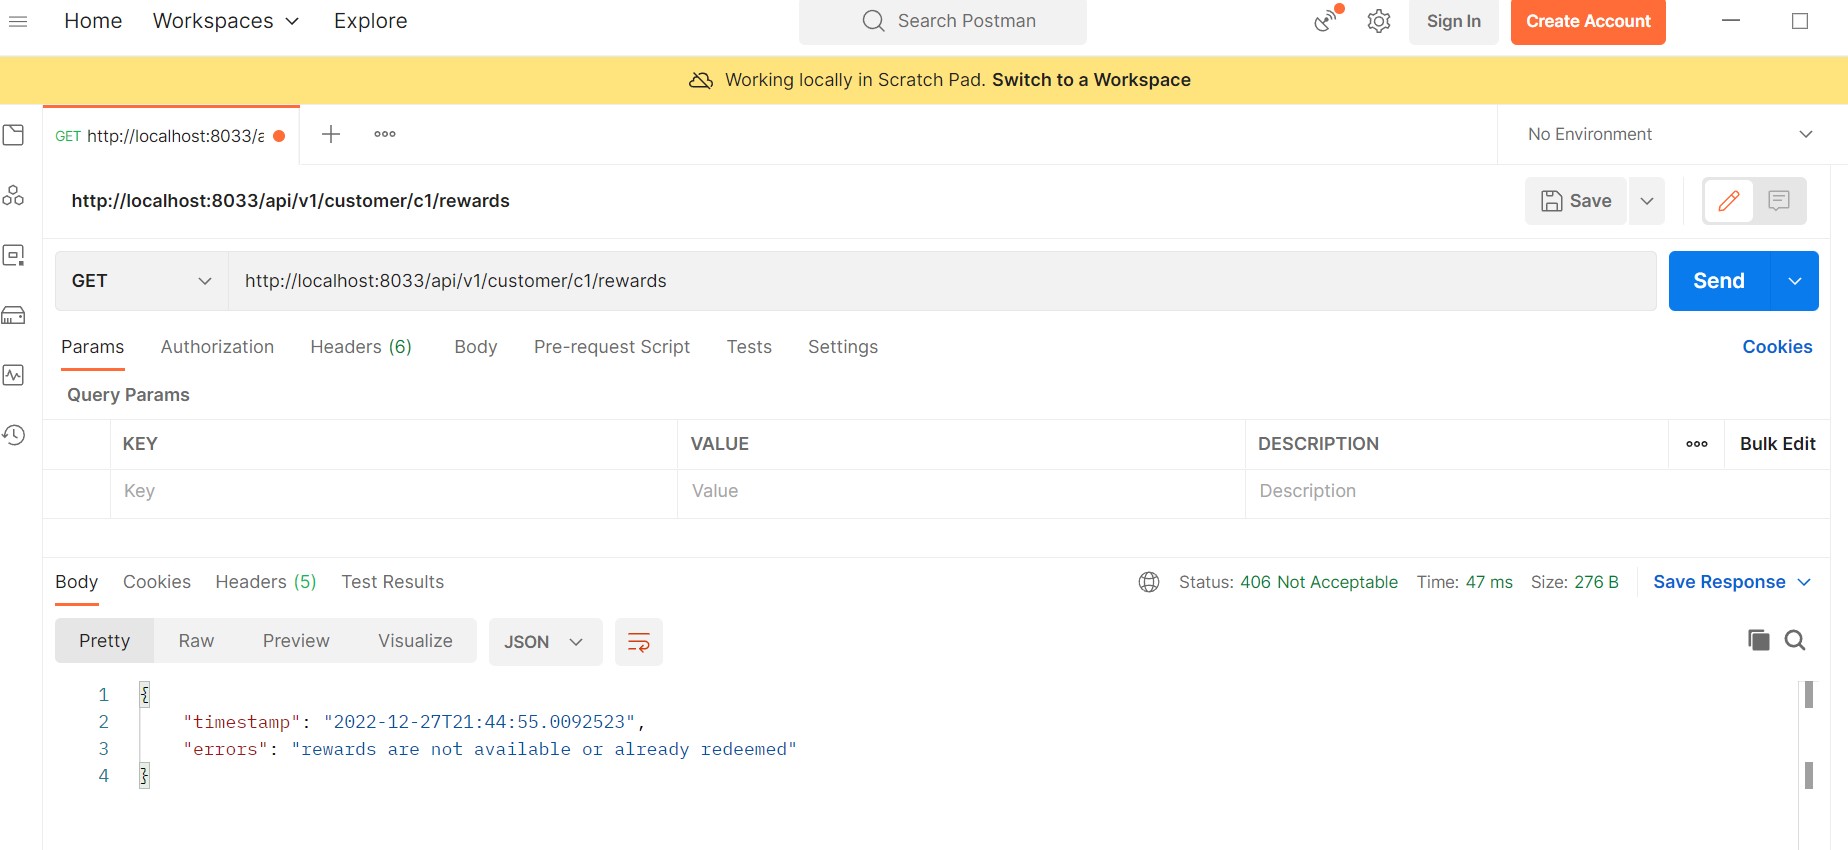 Home Workspaces Explore Search Postman Sign In Create Account
Working locally in Scratch Pad. Switch to a Workspace
GET http://localhost:8033/a No Environment
http://localhost:8033/api/v1/customer/c1/rewards Save
GET http://localhost:8033/api/v1/customer/c1/rewards Send
Params Authorization Headers (6) Body Pre-request Script Tests Settings Cookies
Query Params
KEY VALUE DESCRIPTION Bulk Edit
Key Value Description
Body Cookies Headers (5) Test Results Status: 406 Not Acceptable Time: 47 ms Size: 276 B Save Response
Pretty Raw Preview Visualize JSON
1 {
2 "timestamp": "2022-12-27T21:44:55.0092523",
3 "errors": "rewards are not available or already redeemed"
4 }